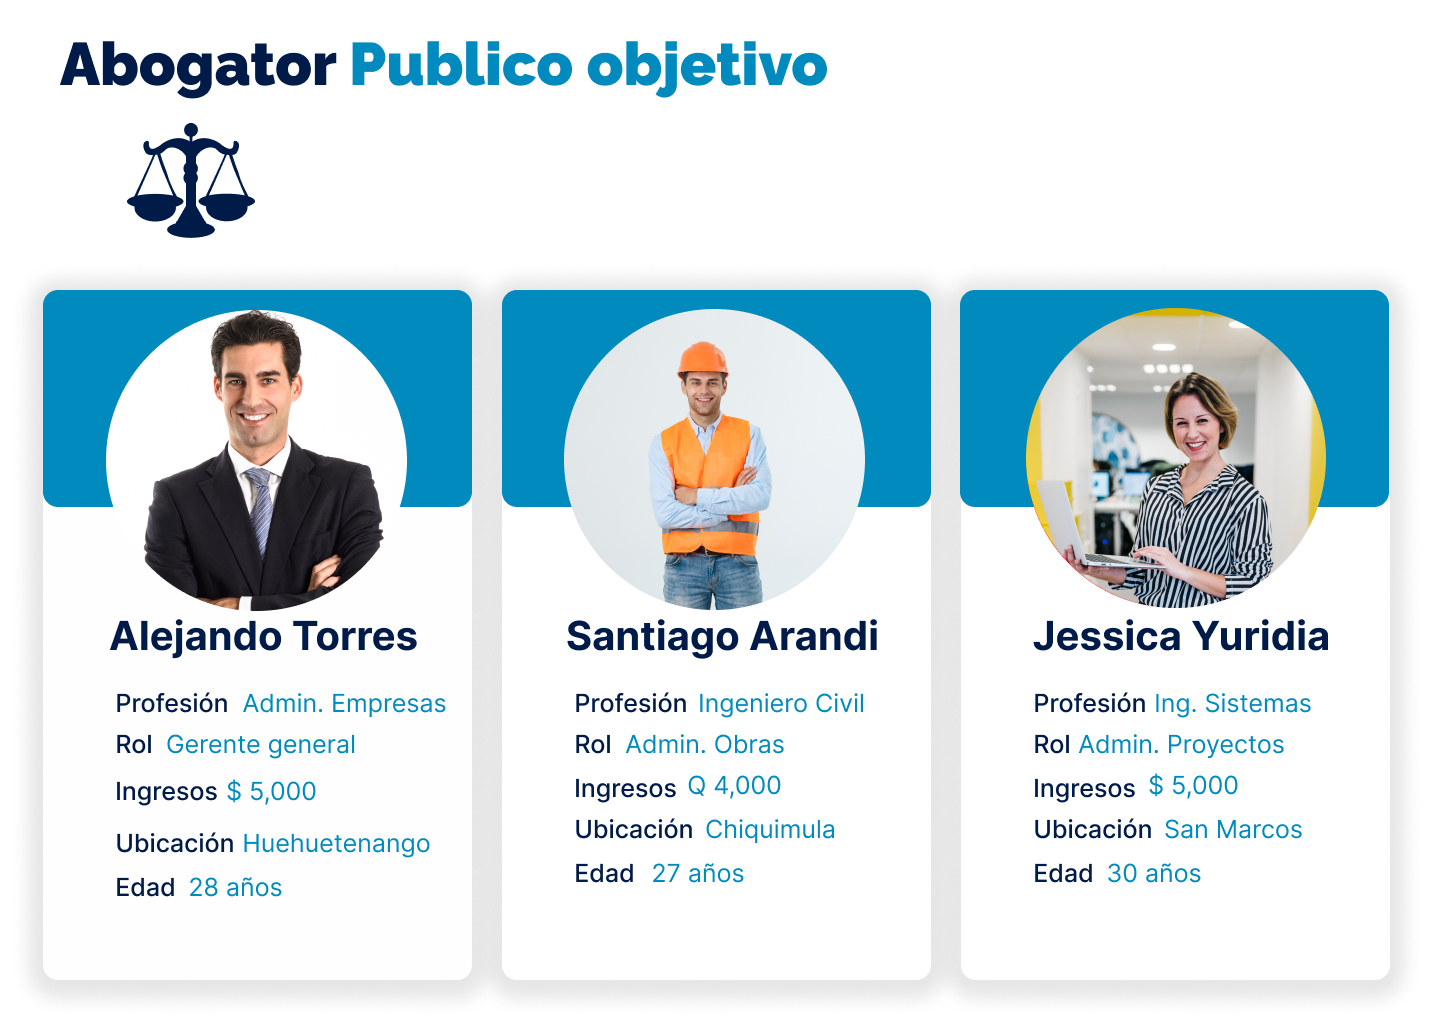 Abogator Publico objetivo
Alejando Torres
Profesión Admin. Empresas
Rol Gerente general
Ingresos $ 5,000
Ubicación Huehuetenango
Edad 28 años
Santiago Arandi
Profesión Ingeniero Civil
Rol Admin. Obras
Ingresos Q 4,000
Ubicación Chiquimula
Edad 27 años
Jessica Yuridia
Profesión Ing. Sistemas
Rol Admin. Proyectos
Ingresos $ 5,000
Ubicación San Marcos
Edad 30 años